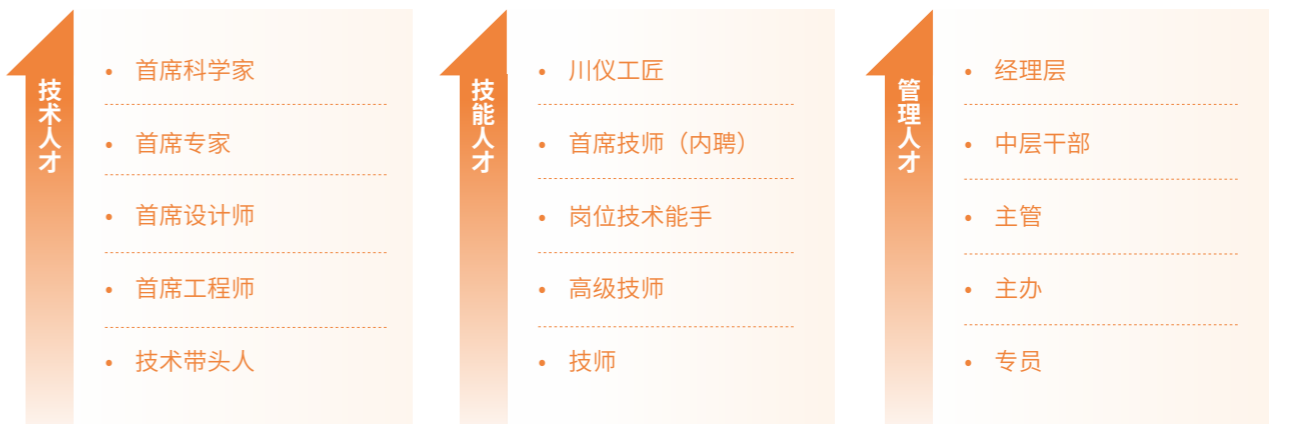 技术人才
• 首席科学家
• 首席专家
• 首席设计师
• 首席工程师
• 技术带头人
技能人才
• 川仪工匠
• 首席技师（内聘）
• 岗位技术能手
• 高级技师
• 技师
管理人才
• 经理层
• 中层干部
• 主管
• 主办
• 专员